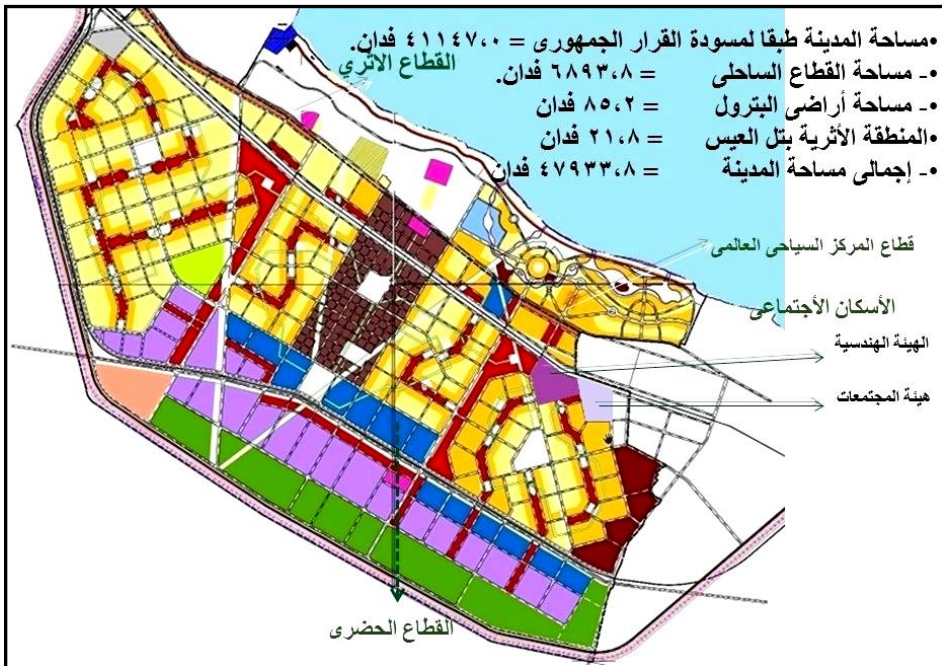 •مساحة المدينة طبقا لمسودة القرار الجمهورى = ٤١١٤٧،٠ فدان.
•- مساحة القطاع الساحلى = ٦٨٩٣،٨ فدان.
•- مساحة أراضى البترول = ٨٥،٢ فدان
•المنطقة الأثرية بتل العيس = ٢١،٨ فدان
•- إجمالى مساحة المدينة = ٤٧٩٣٣،٨ فدان
القطاع الاثري
قطاع المركز السياحى العالمى
الأسكان الأجتماعى
الهيئة الهندسية
هيئة المجتمعات
القطاع الحضرى